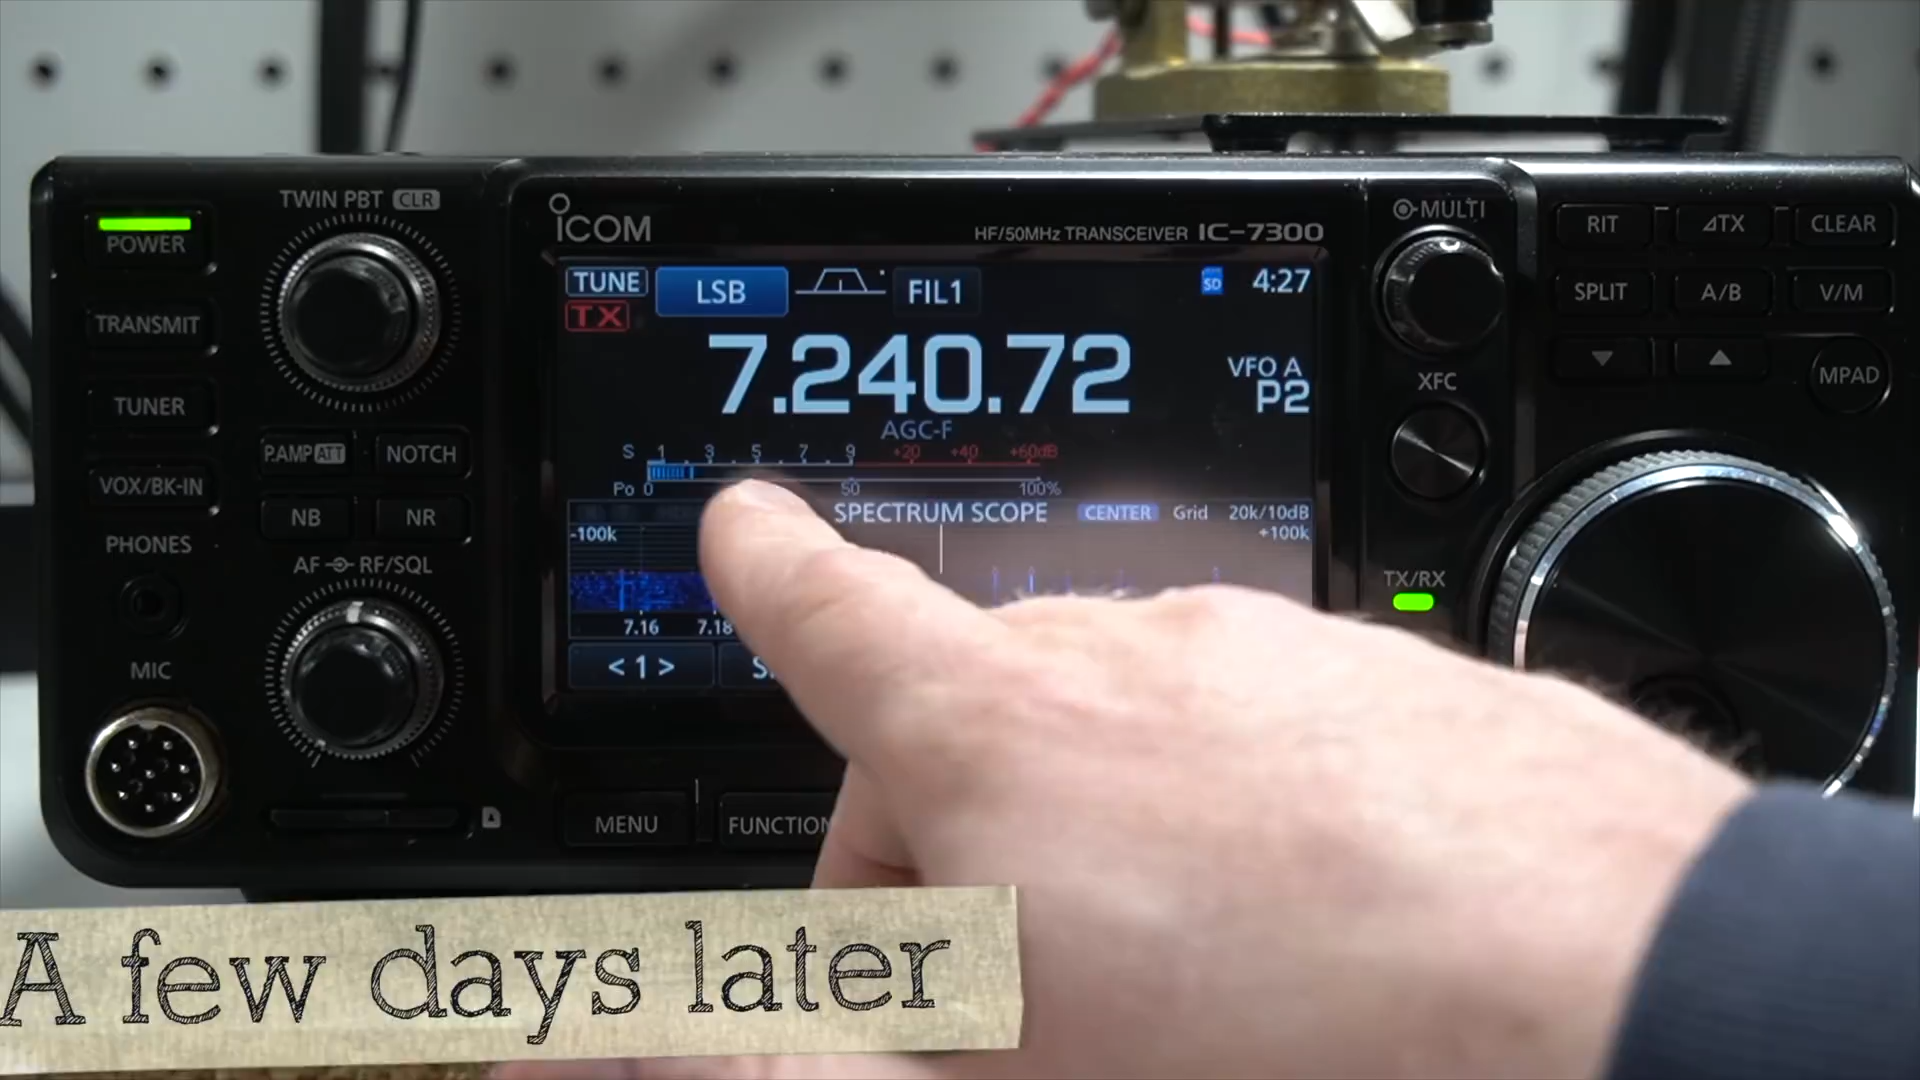 TWIN PBT CLR
POWER
TRANSMIT
TUNER
VOX/BK-IN
P.AMP ATT
NOTCH
NB
NR
PHONES
AF RF/SQL
MIC
ICOM
HF/50MHz TRANSCEIVER IC-7300
TUNE
LSB
FIL1
SD
4:27
TX
7.240.72
VFO A
P2
AGC-F
S 1 3 5 7 9 +20 +40 +60dB
Po 0 50 100%
SPECTRUM SCOPE CENTER Grid 20k/10dB
-100k
+100k
7.16 7.18
< 1 >
MENU
FUNCTION
MULTI
RIT
⊿TX
CLEAR
SPLIT
A/B
V/M
MPAD
XFC
TX/RX
A few days later